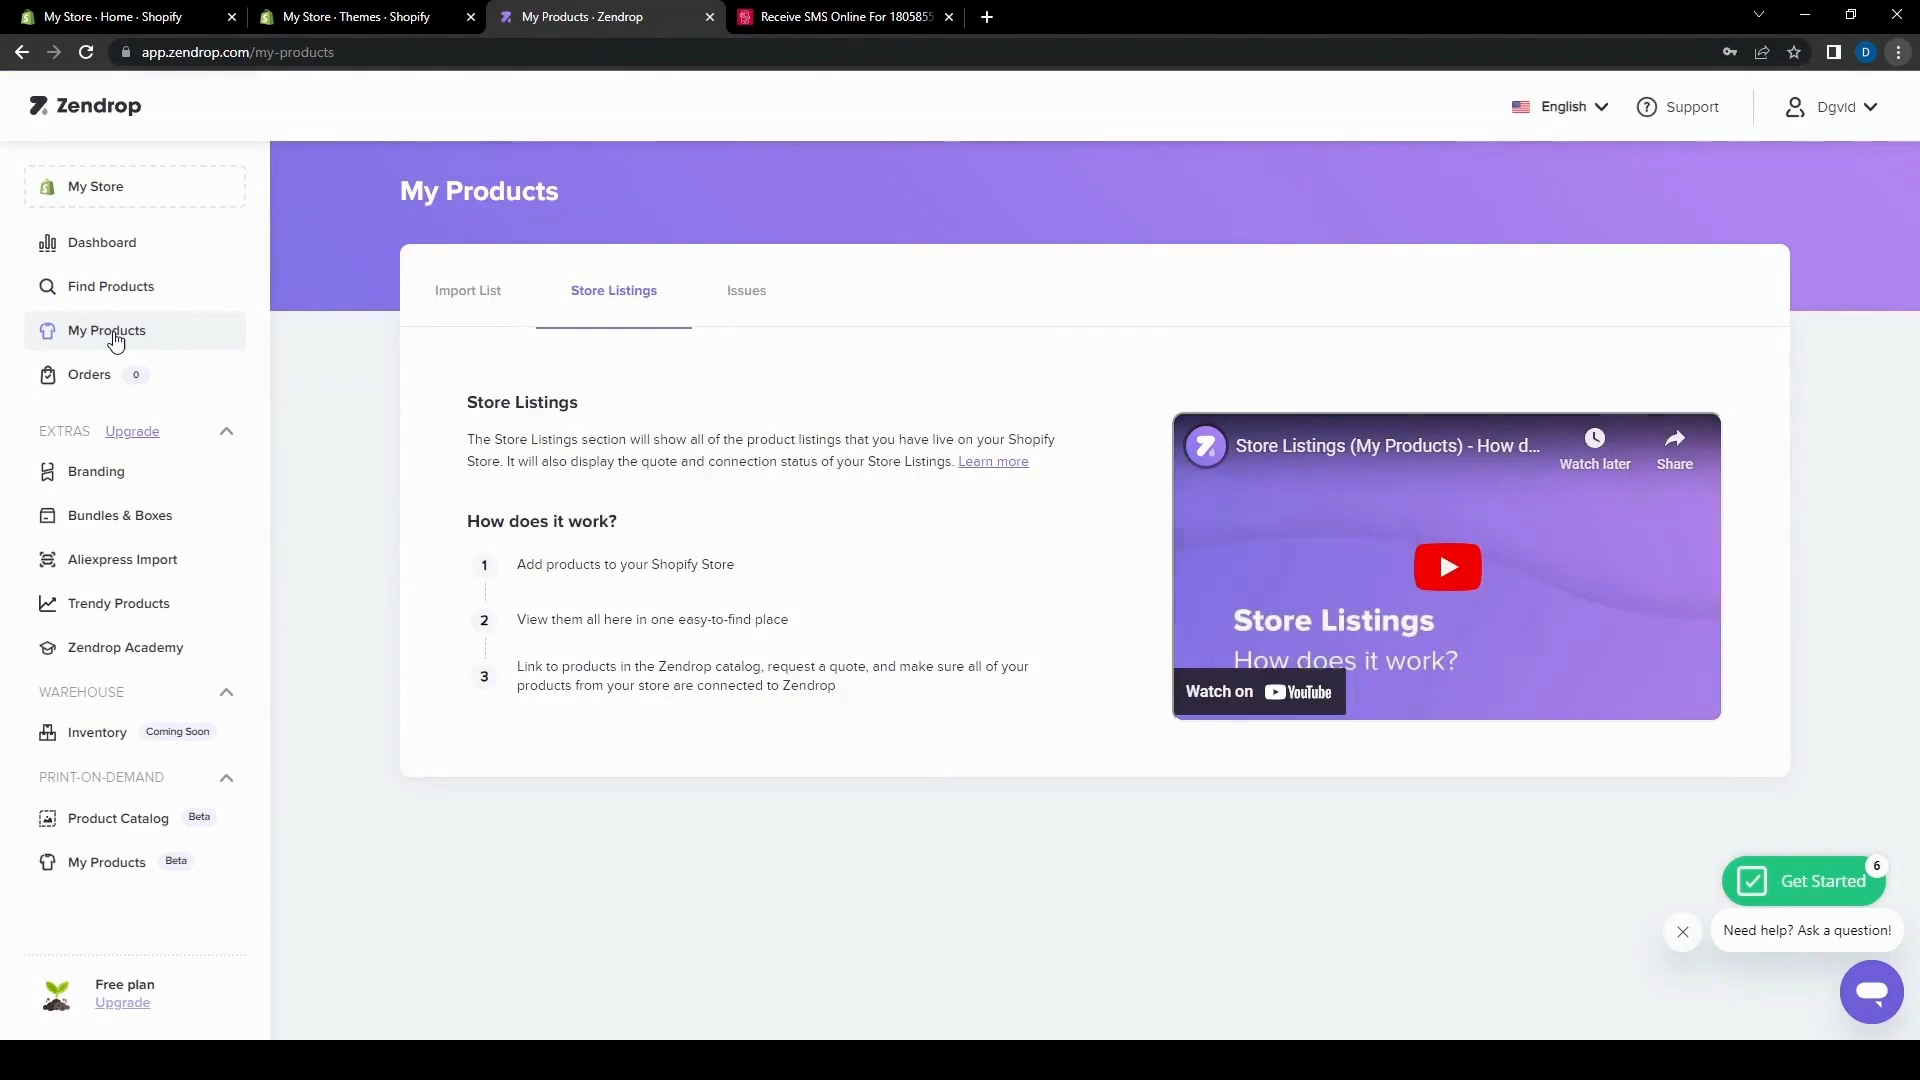 My Store · Home · Shopify
My Store · Themes · Shopify
My Products · Zendrop
Receive SMS Online For 1805855
app.zendrop.com/my-products
D
Zendrop
English
Support
Dgvid
My Store
Dashboard
Find Products
My Products
Orders 0
EXTRAS Upgrade
Branding
Bundles & Boxes
Aliexpress Import
Trendy Products
Zendrop Academy
WAREHOUSE
Inventory Coming Soon
PRINT-ON-DEMAND
Product Catalog Beta
My Products Beta
Free plan
Upgrade
My Products
Import List
Store Listings
Issues
Store Listings
The Store Listings section will show all of the product listings that you have live on your Shopify
Store. It will also display the quote and connection status of your Store Listings. Learn more
How does it work?
1 Add products to your Shopify Store
2 View them all here in one easy-to-find place
3 Link to products in the Zendrop catalog, request a quote, and make sure all of your
products from your store are connected to Zendrop
Store Listings (My Products) - How d...
Watch later
Share
Store Listings
How does it work?
Watch on YouTube
6
Get Started
Need help? Ask a question!